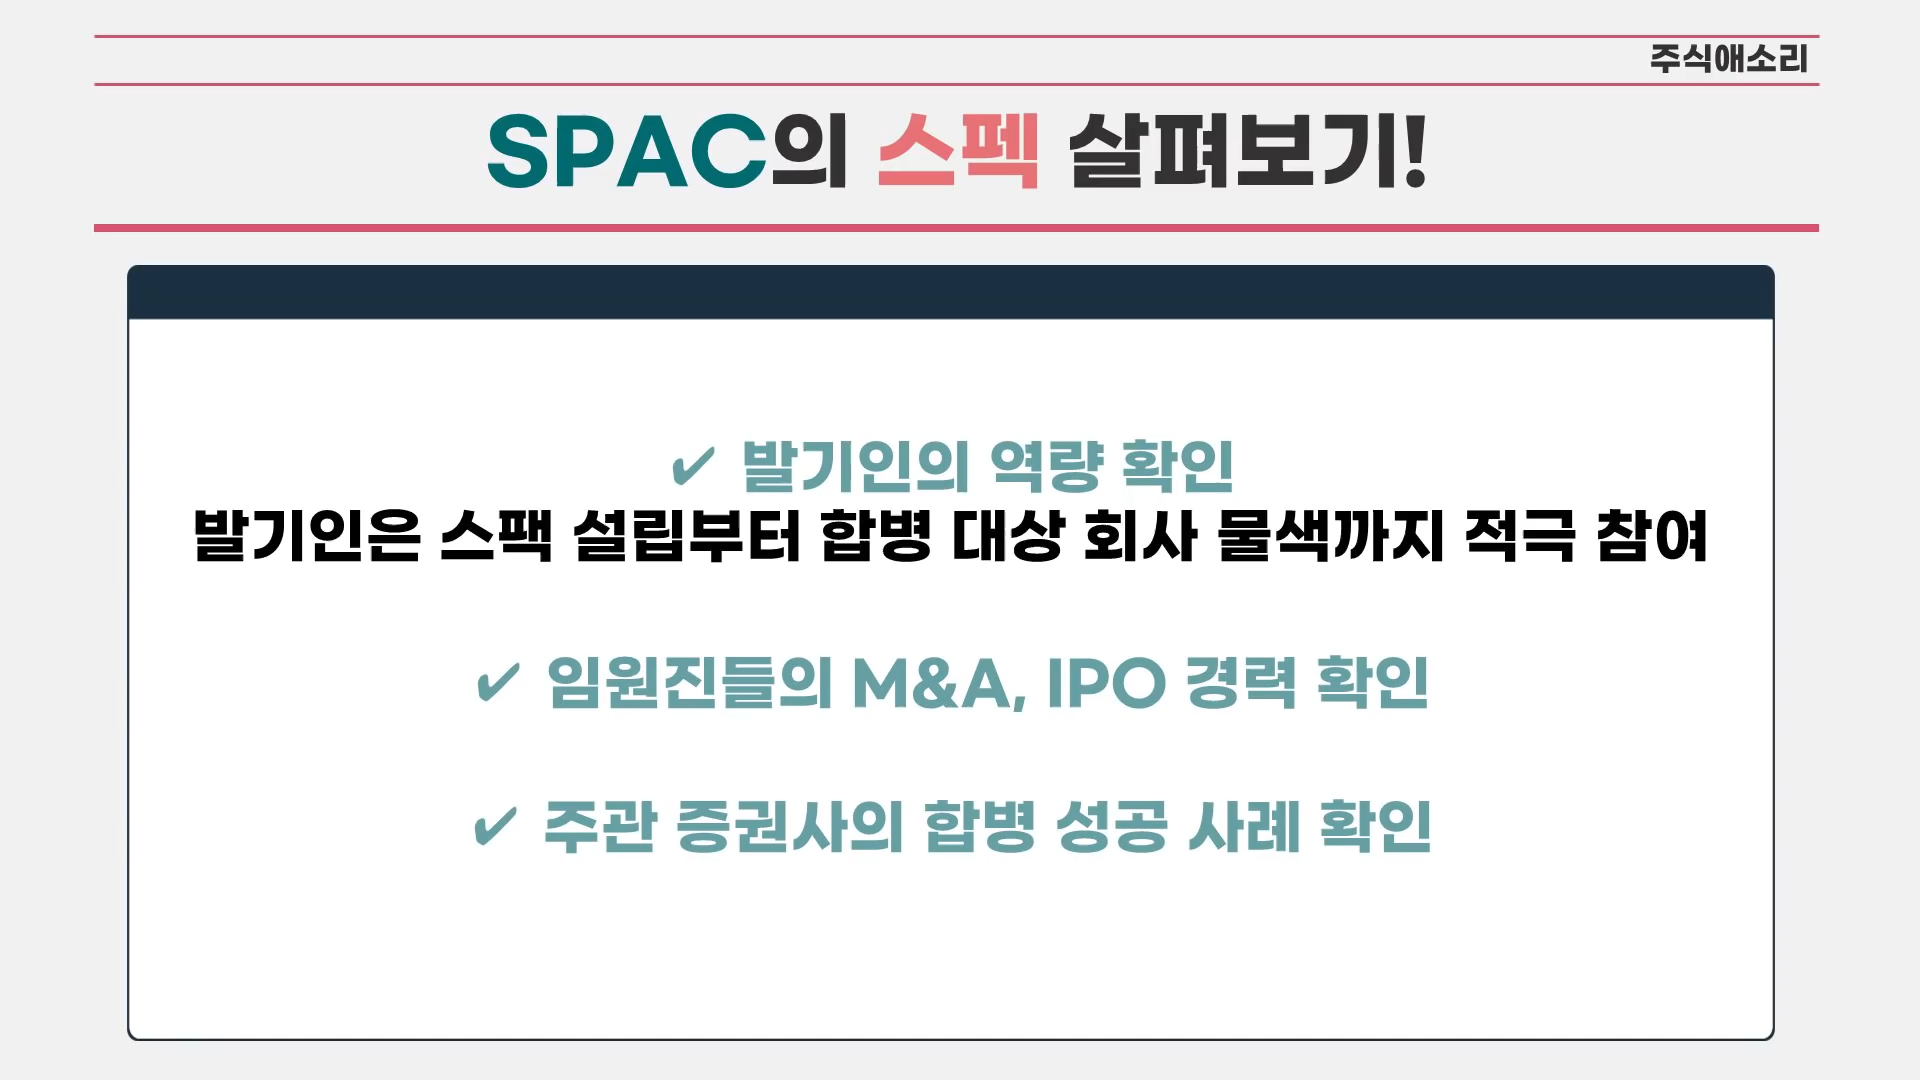 주식애소리
SPAC의 스펙 살펴보기!
✔ 발기인의 역량 확인
발기인은 스팩 설립부터 합병 대상 회사 물색까지 적극 참여
✔ 임원진들의 M&A, IPO 경력 확인
✔ 주관 증권사의 합병 성공 사례 확인